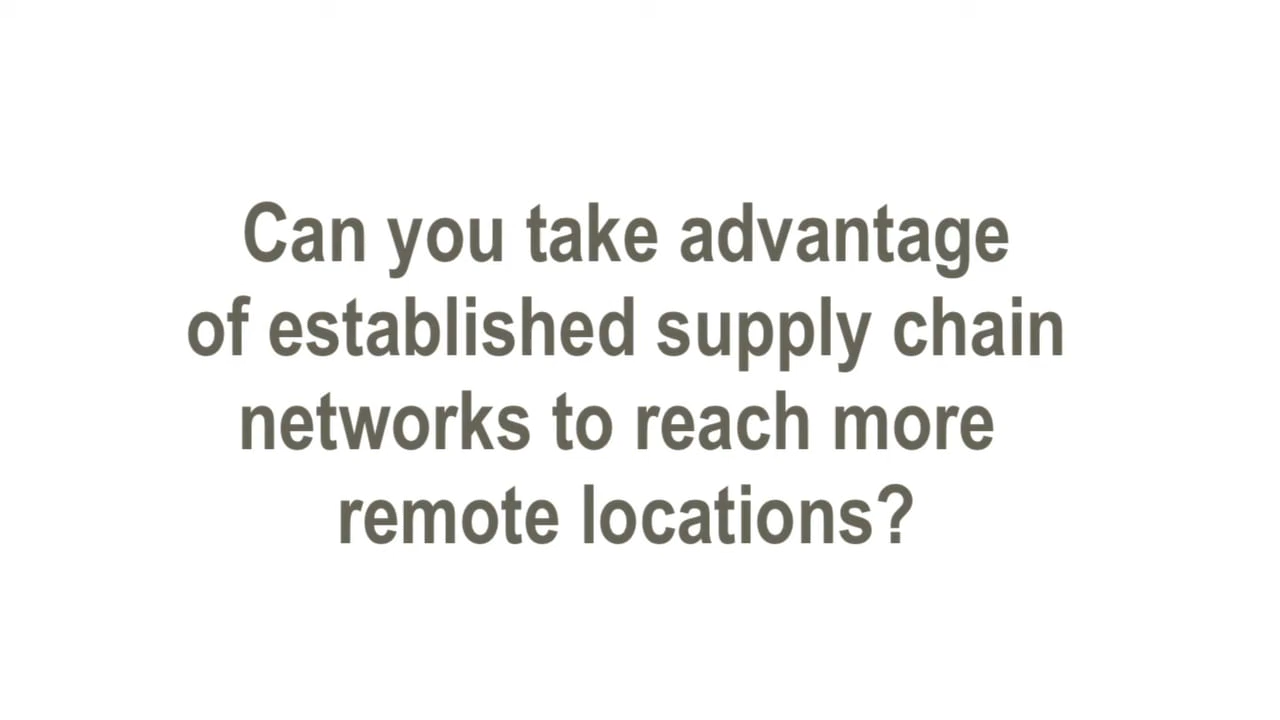 Can you take advantage
of established supply chain
networks to reach more
remote locations?